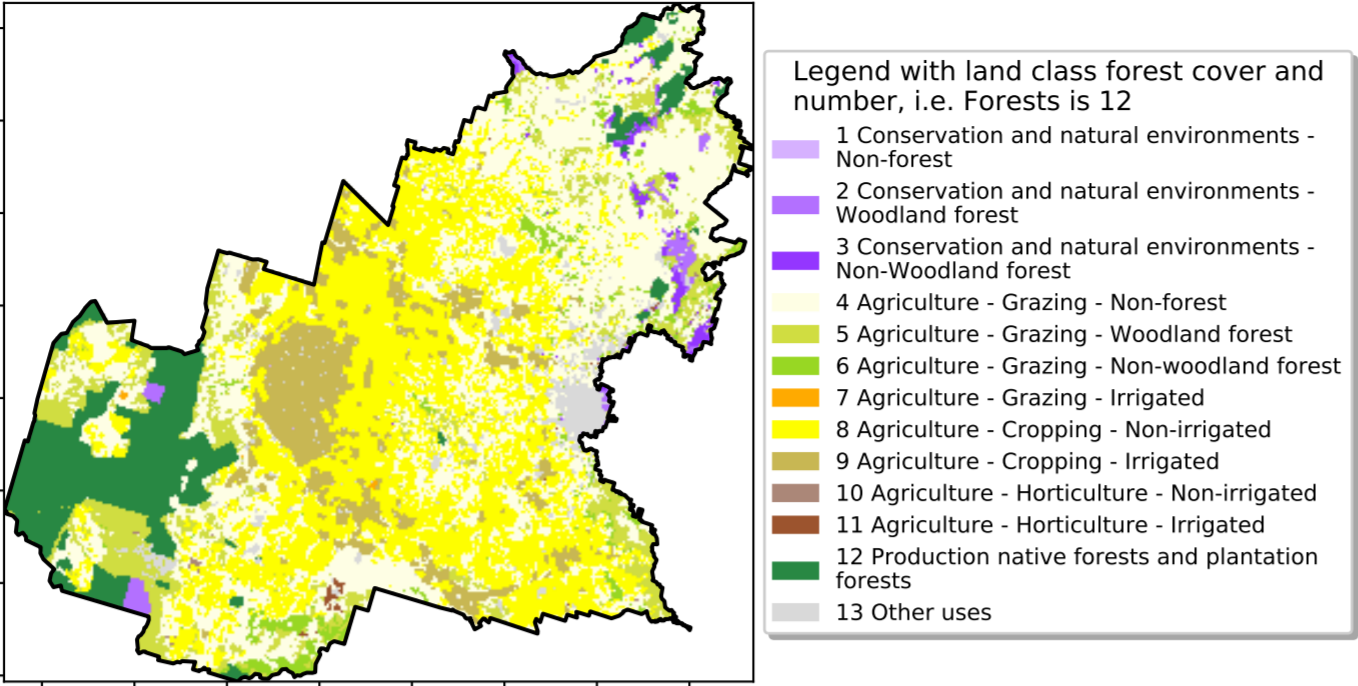 Legend with land class forest cover and
number, i.e. Forests is 12
1 Conservation and natural environments -
Non-forest
2 Conservation and natural environments -
Woodland forest
3 Conservation and natural environments -
Non-Woodland forest
4 Agriculture - Grazing - Non-forest
5 Agriculture - Grazing - Woodland forest
6 Agriculture - Grazing - Non-woodland forest
7 Agriculture - Grazing - Irrigated
8 Agriculture - Cropping - Non-irrigated
9 Agriculture - Cropping - Irrigated
10 Agriculture - Horticulture - Non-irrigated
11 Agriculture - Horticulture - Irrigated
12 Production native forests and plantation
forests
13 Other uses